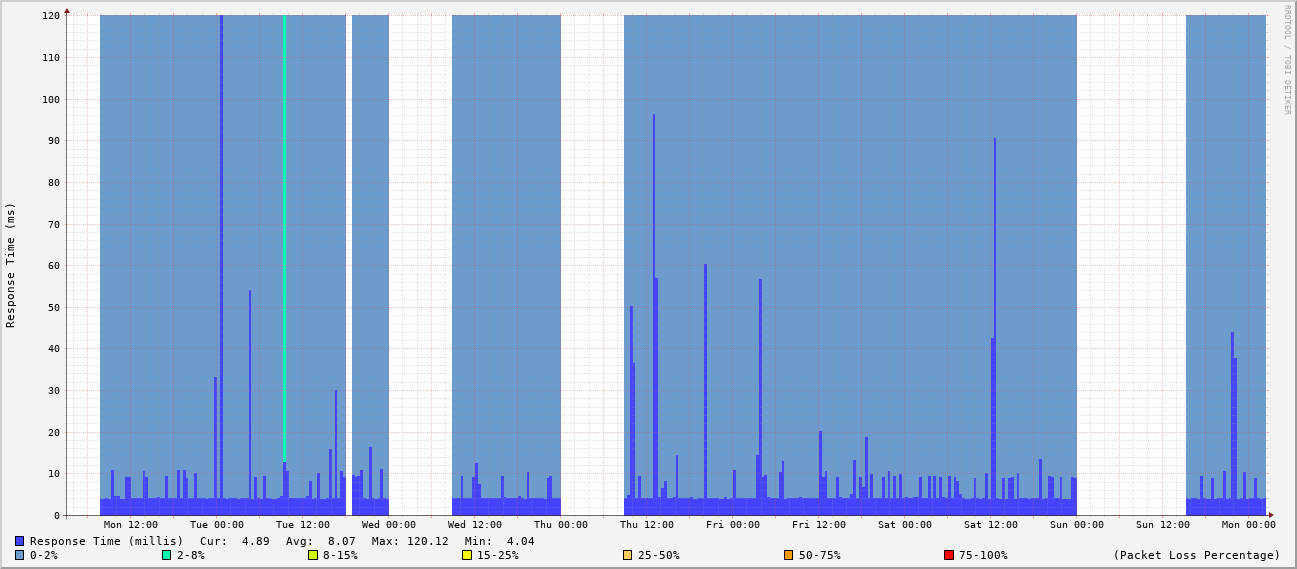 RRDTOOL / TOBI OETIKER
Response Time (ms)
120
110
100
90
80
70
60
50
40
30
20
10
0
Mon 12:00 Tue 00:00 Tue 12:00 Wed 00:00 Wed 12:00 Thu 00:00 Thu 12:00 Fri 00:00 Fri 12:00 Sat 00:00 Sat 12:00 Sun 00:00 Sun 12:00 Mon 00:00
Response Time (millis) Cur: 4.89 Avg: 8.07 Max: 120.12 Min: 4.04
0-2% 2-8% 8-15% 15-25% 25-50% 50-75% 75-100% (Packet Loss Percentage)